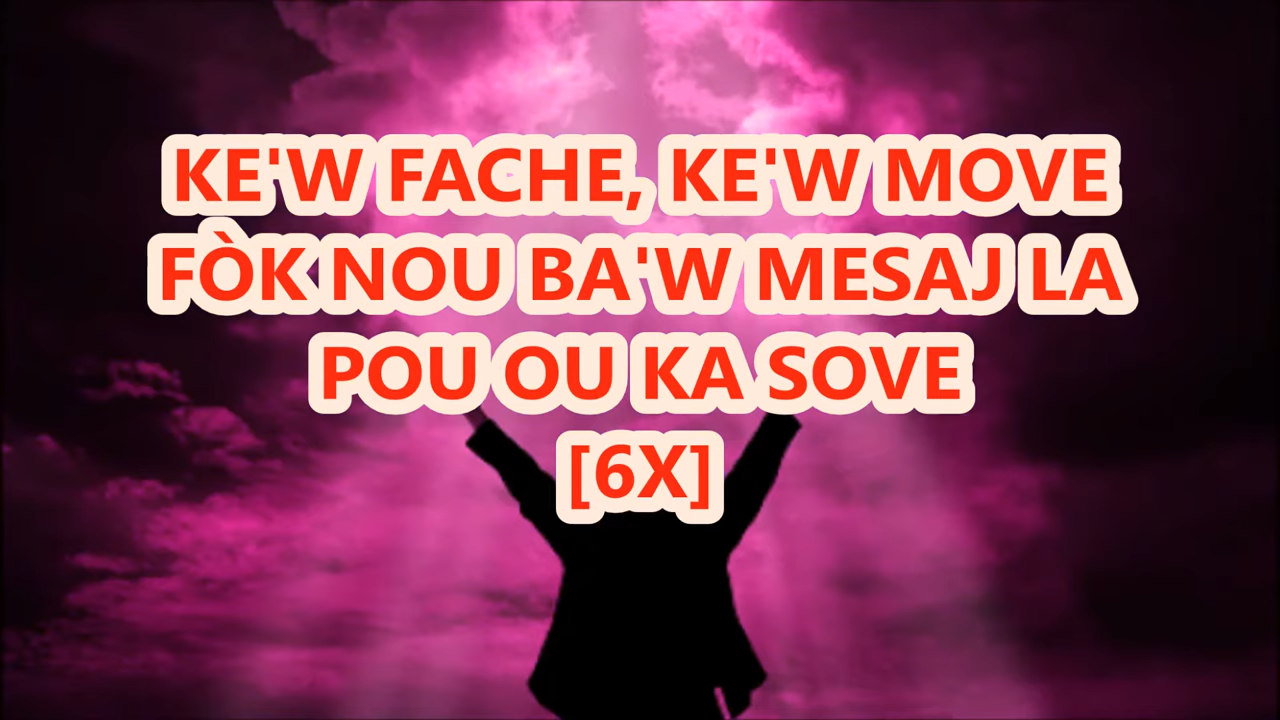 KE'W FACHE, KE'W MOVE
FÒK NOU BA'W MESAJ LA
POU OU KA SOVE
[6X]